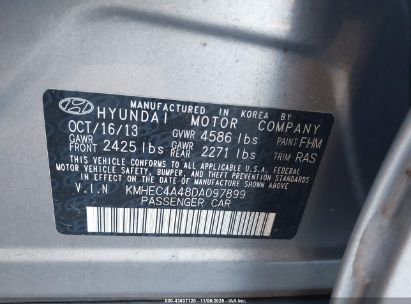 MANUFACTURED IN KOREA BY
HYUNDAI MOTOR COMPANY
OCT/16/13 GVWR 4586 lbs PAINT FHM
GAWR FRONT 2425 lbs GAWR REAR 2271 lbs TRIM RAS
THIS VEHICLE CONFORMS TO ALL APPLICABLE U.S.A. FEDERAL
MOTOR VEHICLE SAFETY, BUMPER, AND THEFT PREVENTION
STANDARDS IN EFFECT ON THE DATE OF MANUFACTURE SHOWN ABOVE.
V.I.N KMHEC4A48DA097899
PASSENGER CAR